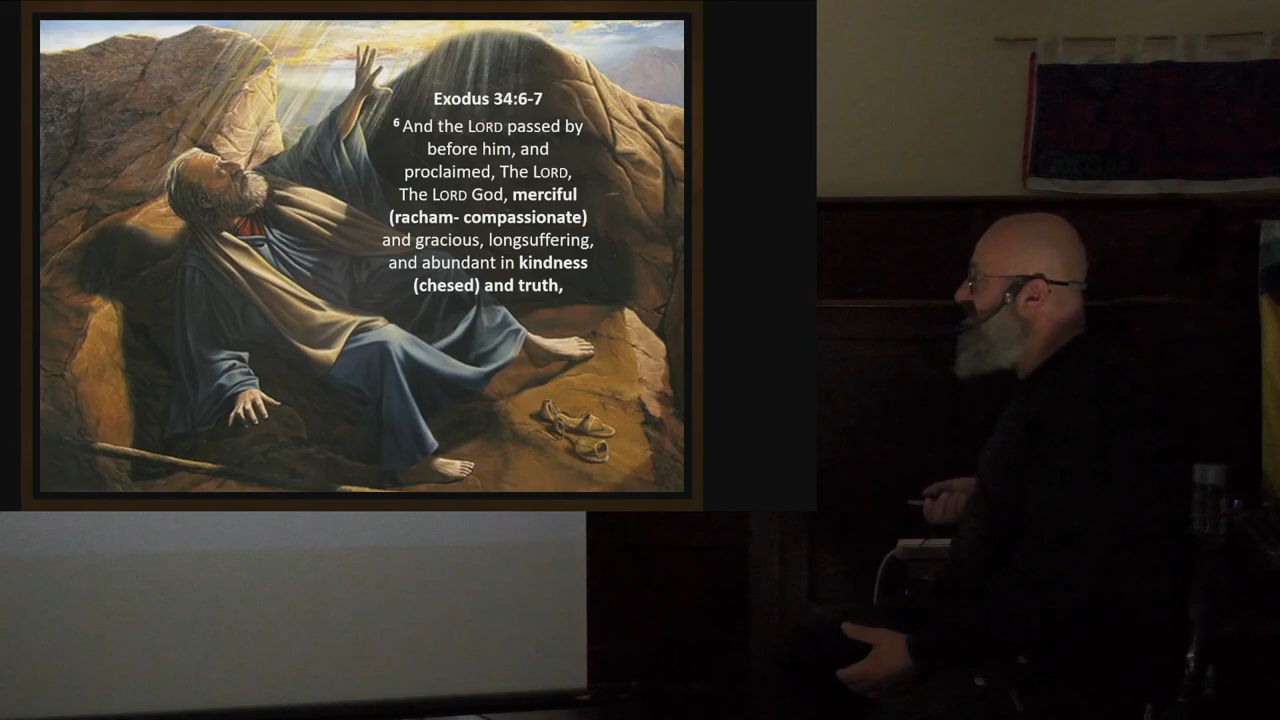 Exodus 34:6-7
6 And the LORD passed by
before him, and
proclaimed, The LORD,
The LORD God, merciful
(racham- compassionate)
and gracious, longsuffering,
and abundant in kindness
(chesed) and truth,